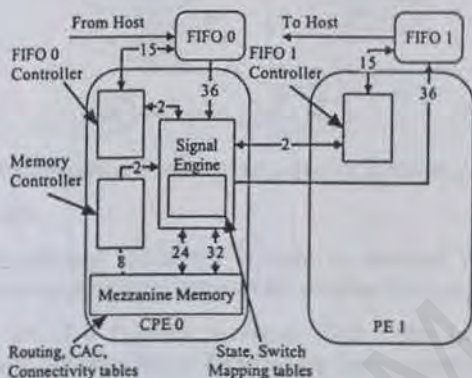 From Host
To Host
FIFO 0
FIFO 1
15
15
FIFO 0
Controller
FIFO 1
Controller
36
36
2
Signal
Engine
2
Memory
Controller
2
24
32
8
Mezzanine Memory
CPE 0
PE 1
Routing, CAC,
Connectivity tables
State, Switch
Mapping tables